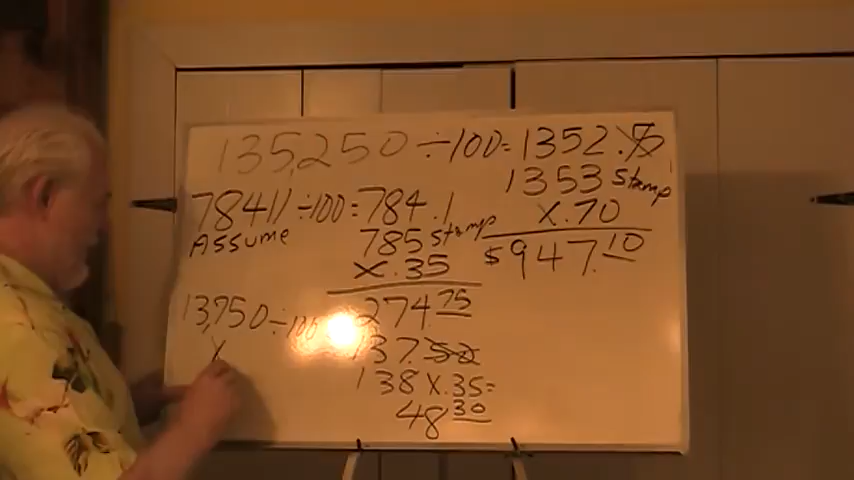 135,250 ÷ 100 = 1352.50
1353 stamp
x .70
$947.10
78411 ÷ 100 = 784.1
Assume
785 stamp
x .35
274.75
13,750 ÷ 100
137.50
138 x .35 =
48.30
x